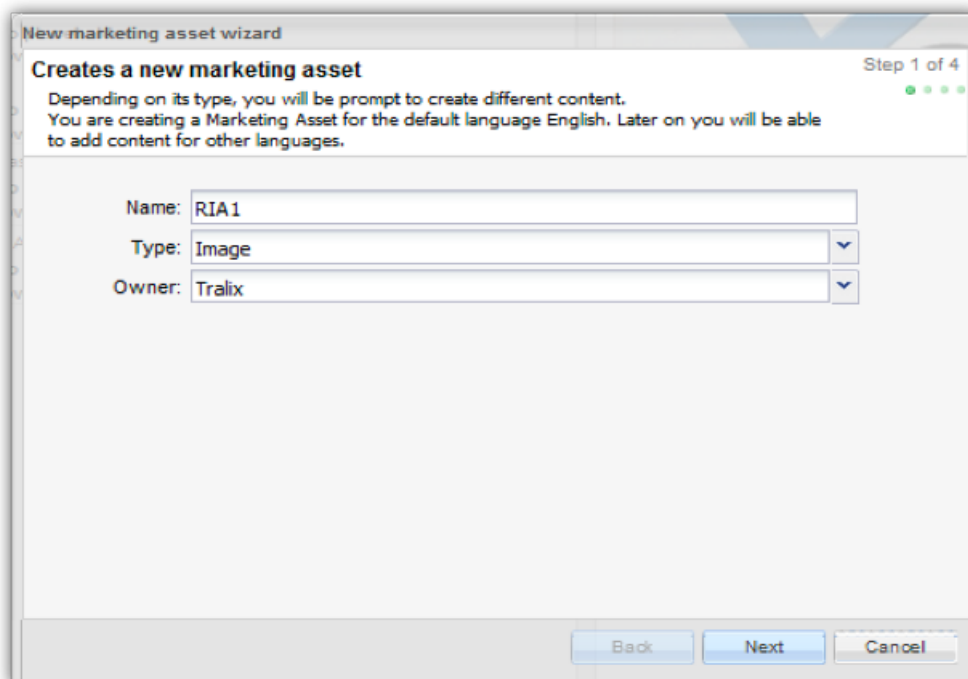 New marketing asset wizard
Creates a new marketing asset
Step 1 of 4
Depending on its type, you will be prompt to create different content.
You are creating a Marketing Asset for the default language English. Later on you will be able
to add content for other languages.
Name: RIA1
Type: Image
Owner: Tralix
Back Next Cancel